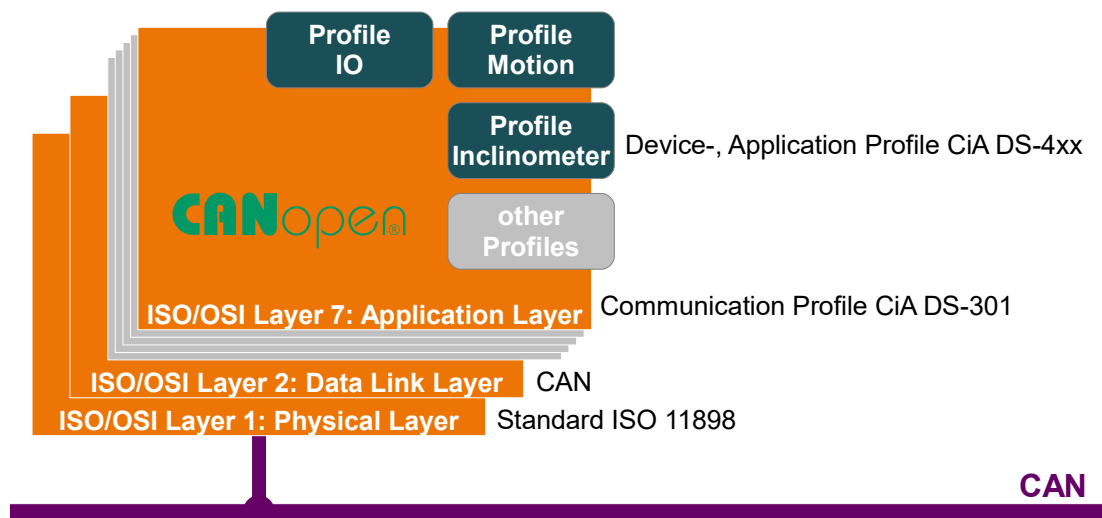 Profile
IO
Profile
Motion
Profile
Inclinometer
Device-, Application Profile CiA DS-4xx
CANopen®
other
Profiles
ISO/OSI Layer 7: Application Layer
Communication Profile CiA DS-301
ISO/OSI Layer 2: Data Link Layer
CAN
ISO/OSI Layer 1: Physical Layer
Standard ISO 11898
CAN